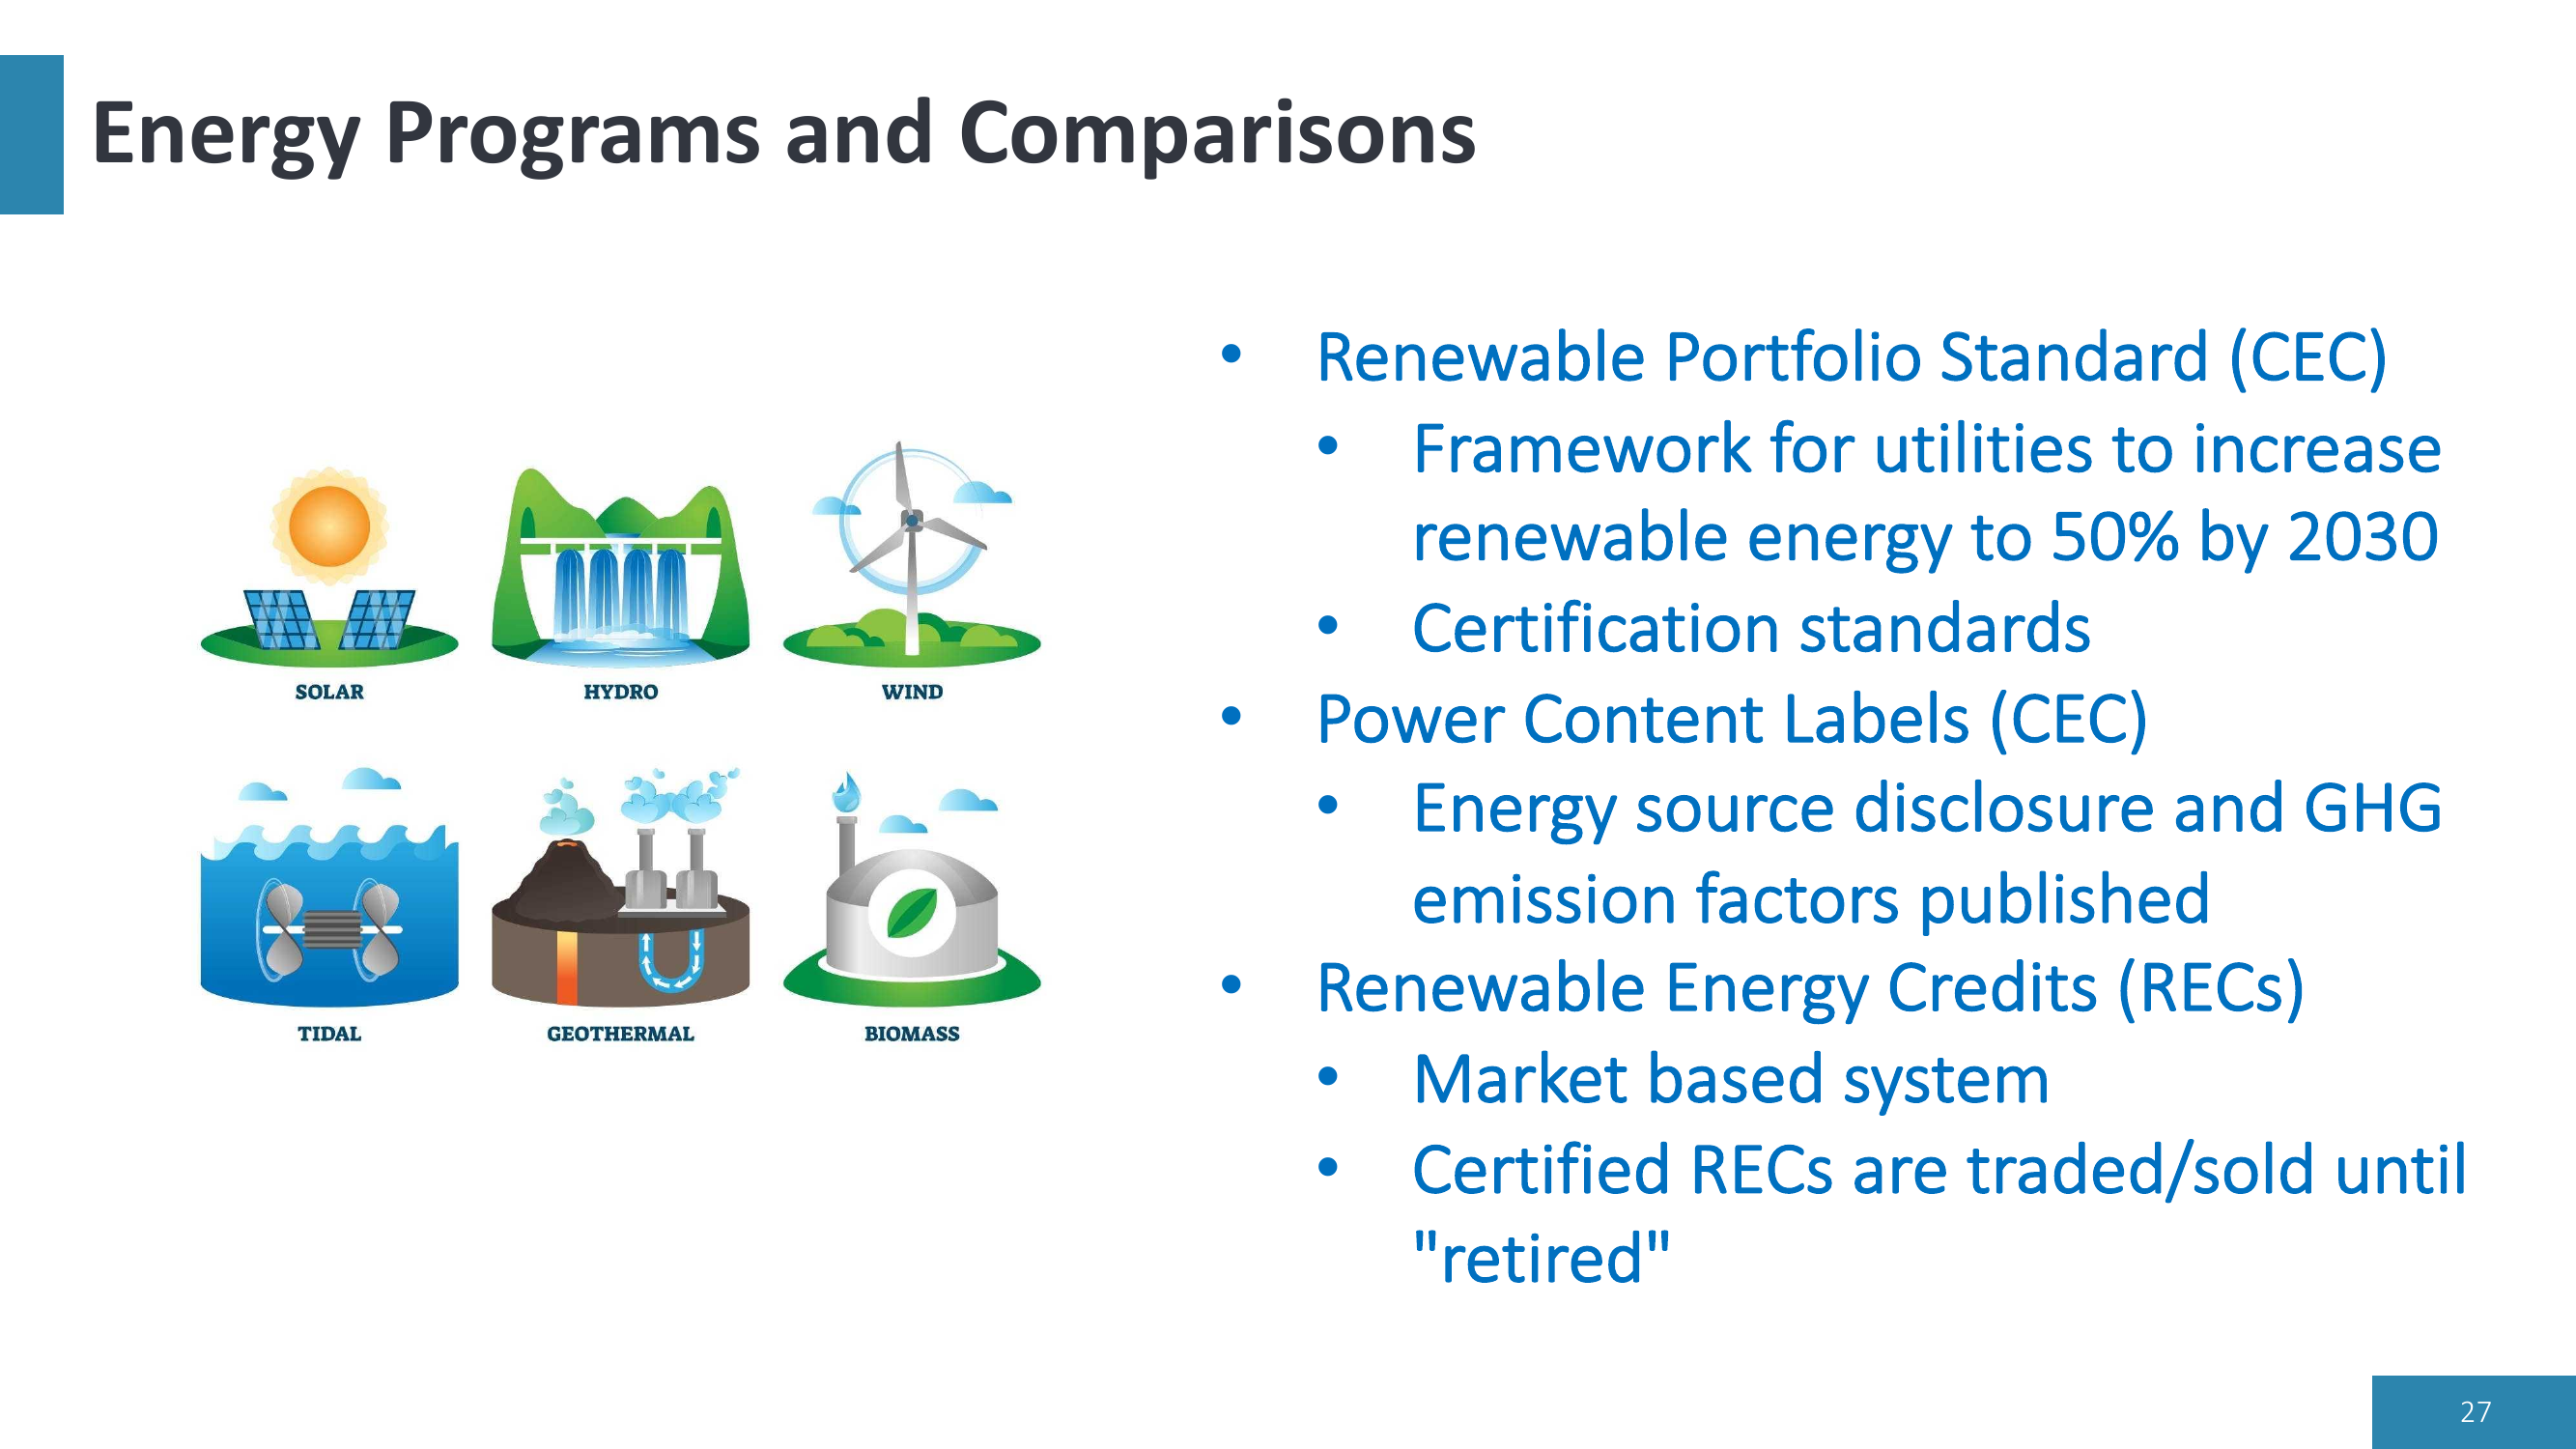 Energy Programs and Comparisons
SOLAR
HYDRO
WIND
TIDAL
GEOTHERMAL
BIOMASS
• Renewable Portfolio Standard (CEC)
• Framework for utilities to increase
renewable energy to 50% by 2030
• Certification standards
• Power Content Labels (CEC)
• Energy source disclosure and GHG
emission factors published
• Renewable Energy Credits (RECs)
• Market based system
• Certified RECs are traded/sold until
"retired"
27